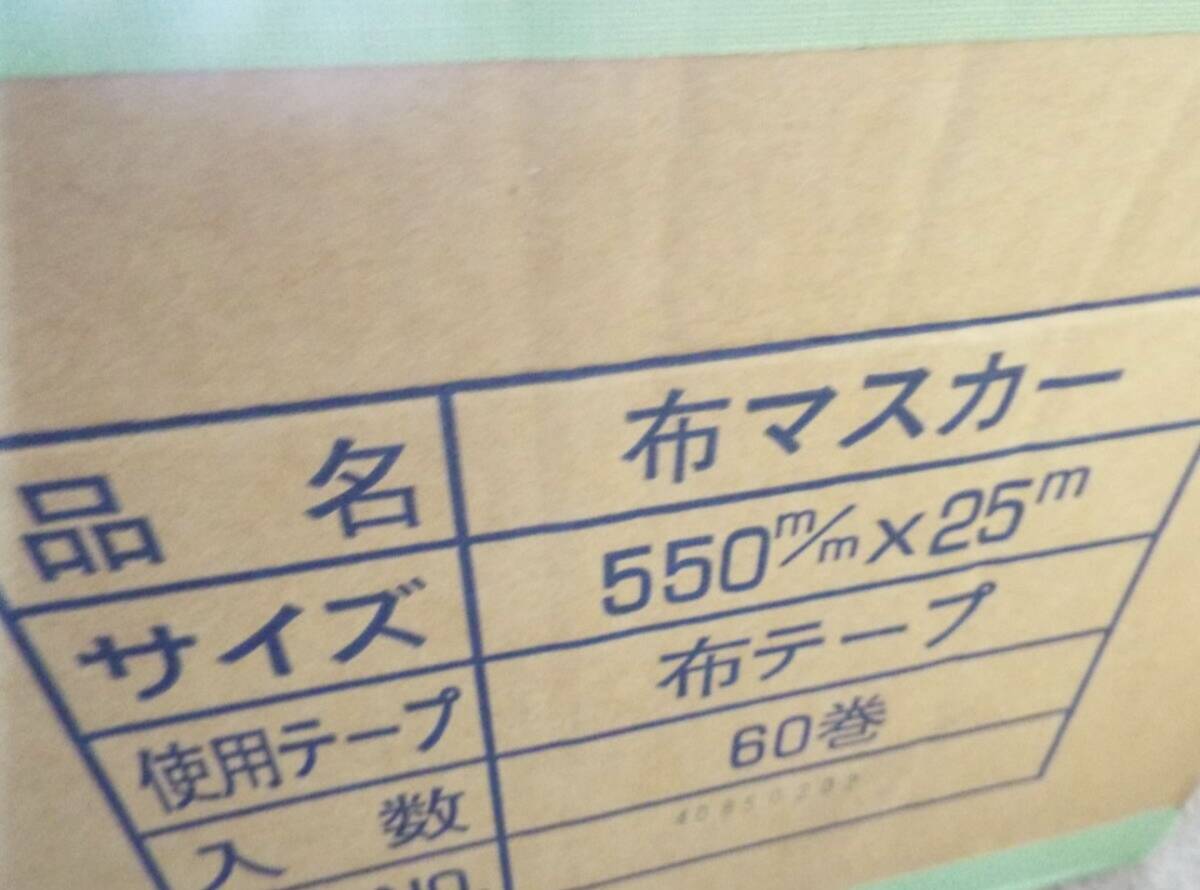 品名 布マスカー
サイズ 550m/m×25m
使用テープ 布テープ
入数 60巻
NO.